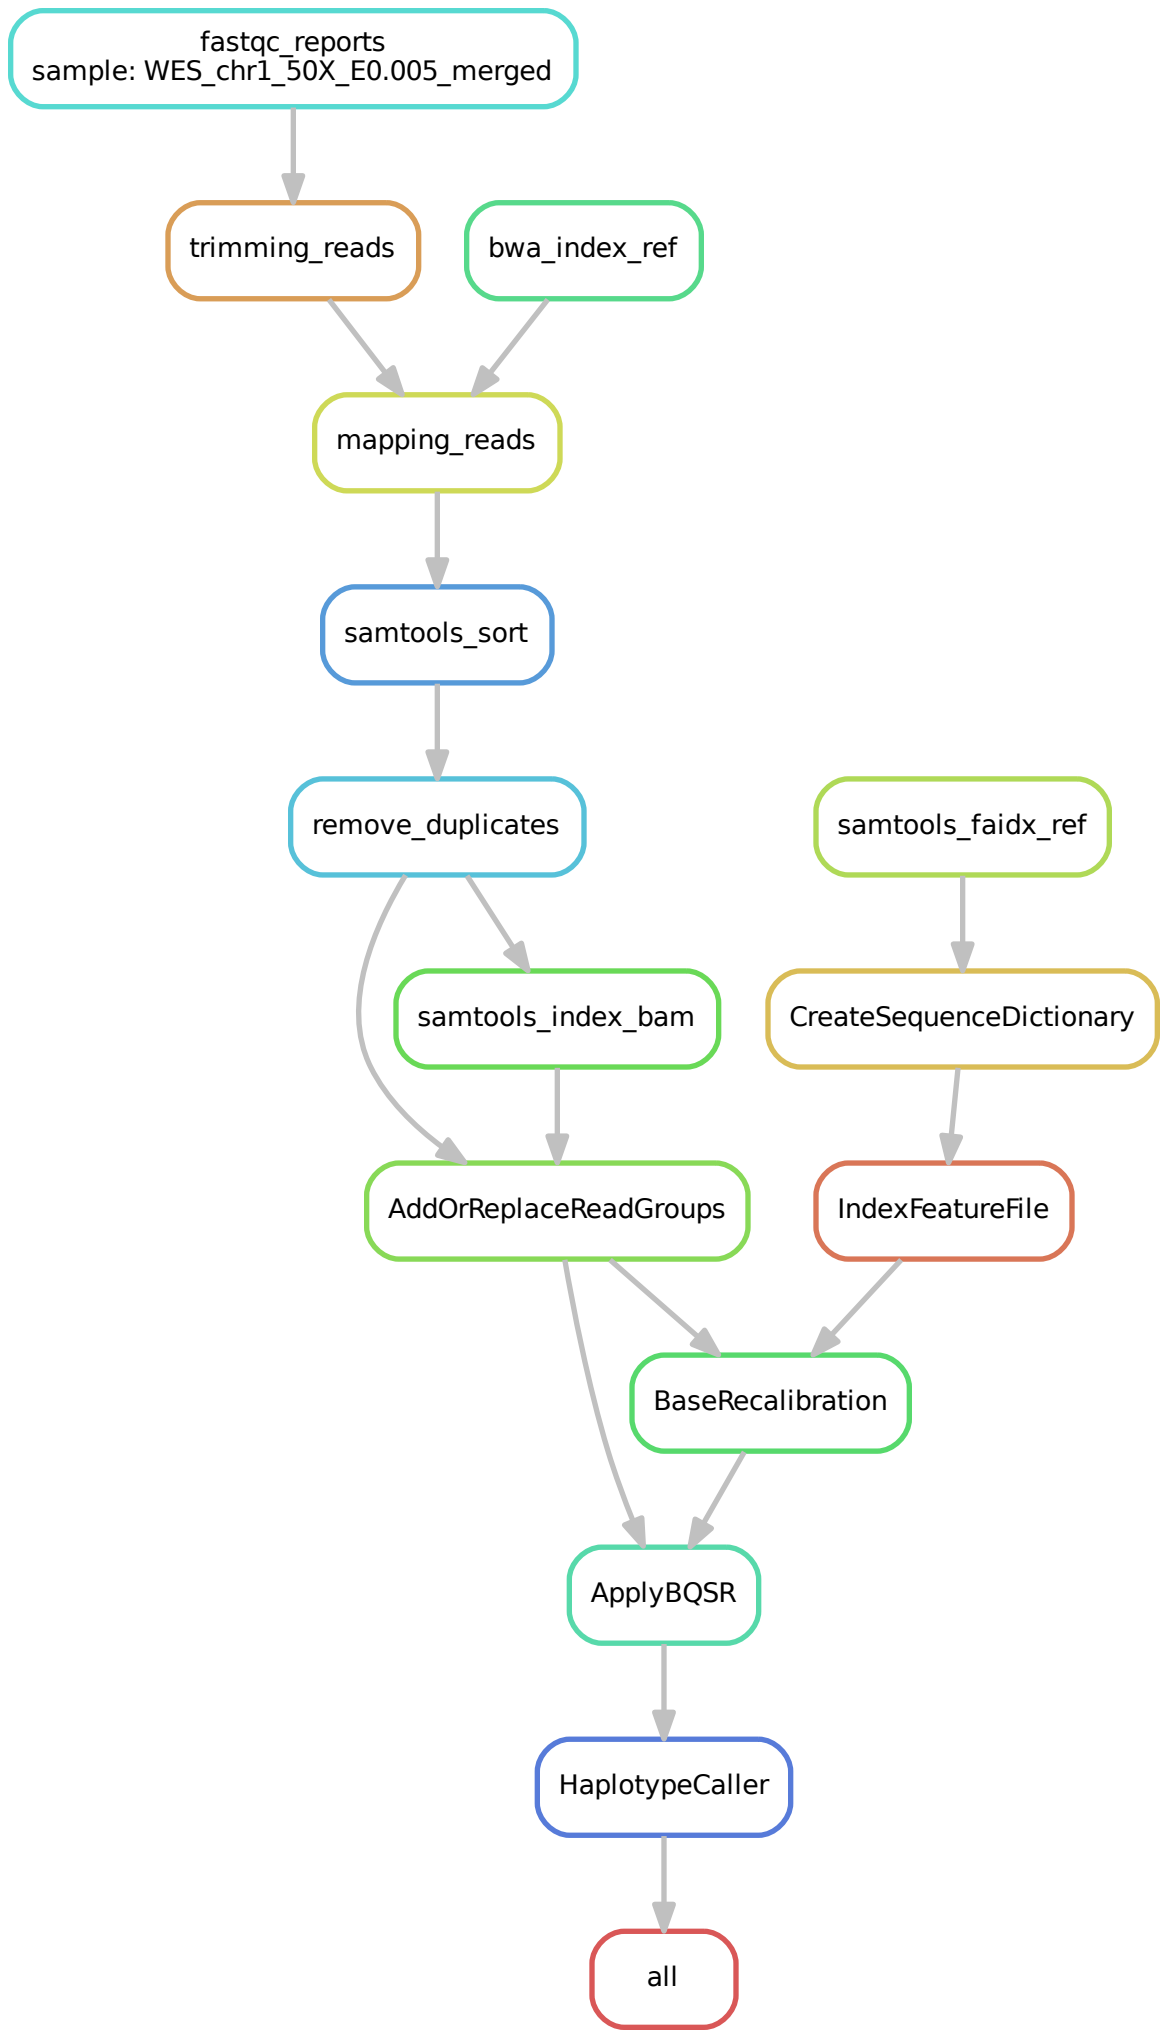 fastqc_reports
sample: WES_chr1_50X_E0.005_merged
trimming_reads
bwa_index_ref
mapping_reads
samtools_sort
remove_duplicates
samtools_faidx_ref
samtools_index_bam
CreateSequenceDictionary
AddOrReplaceReadGroups
IndexFeatureFile
BaseRecalibration
ApplyBQSR
HaplotypeCaller
all